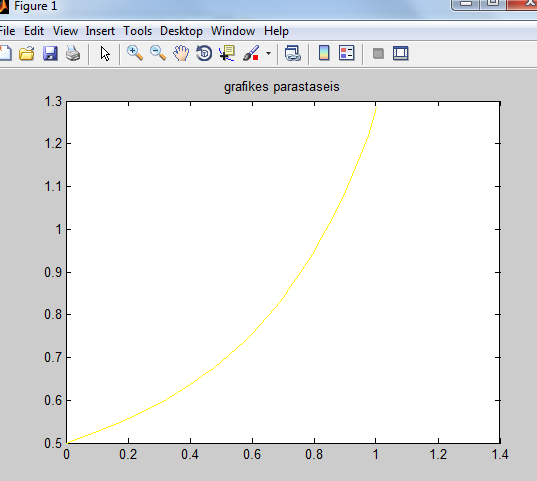 Figure 1
File Edit View Insert Tools Desktop Window Help
grafikes parastaseis
1.3
1.2
1.1
1
0.9
0.8
0.7
0.6
0.5
0 0.2 0.4 0.6 0.8 1 1.2 1.4